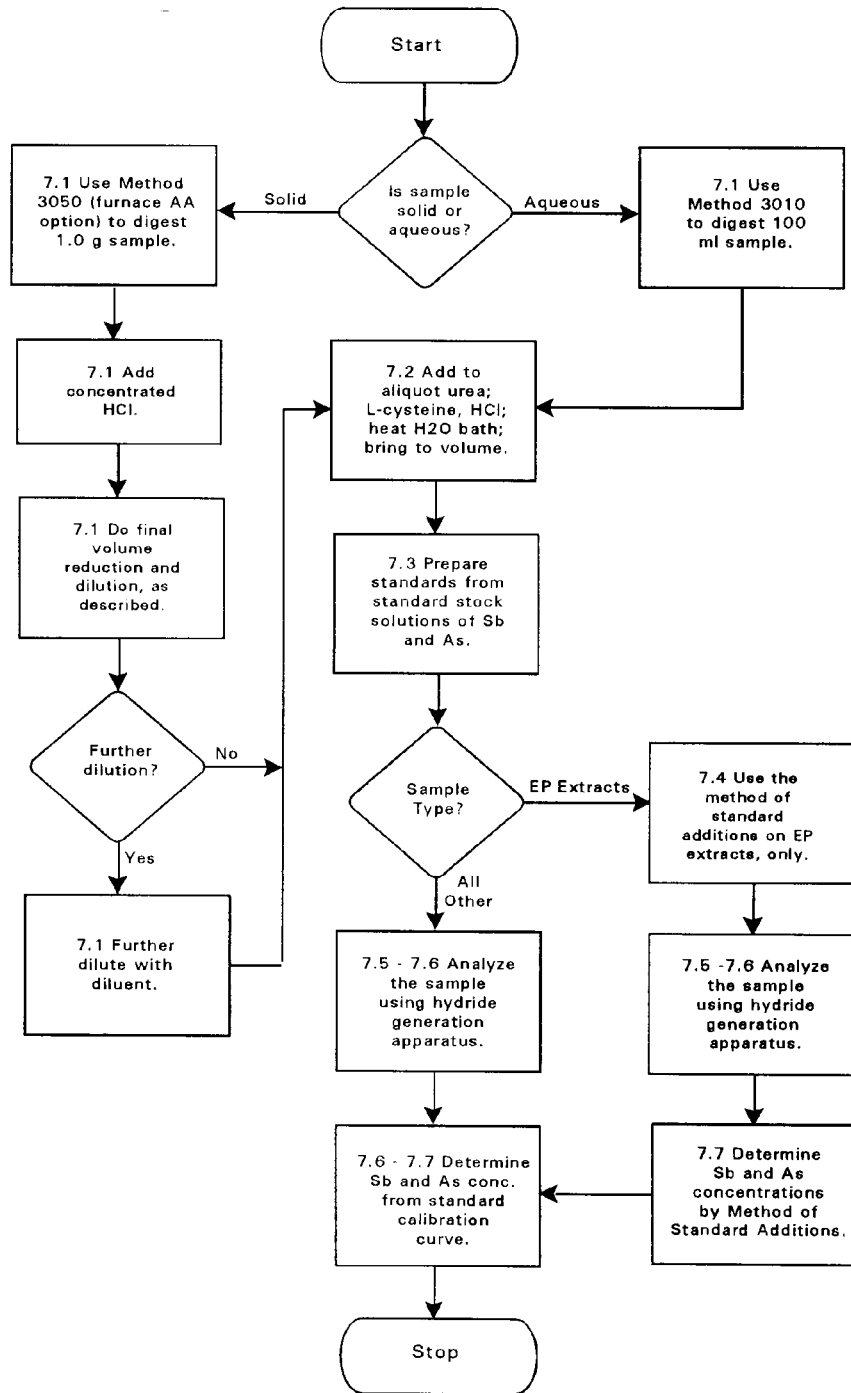 Start
Is sample
solid or
aqueous?
Solid
Aqueous
7.1 Use Method
3050 (furnace AA
option) to digest
1.0 g sample.
7.1 Use
Method 3010
to digest 100
ml sample.
7.1 Add
concentrated
HCl.
7.2 Add to
aliquot urea;
L-cysteine, HCl;
heat H2O bath;
bring to volume.
7.1 Do final
volume
reduction and
dilution, as
described.
7.3 Prepare
standards from
standard stock
solutions of Sb
and As.
Further
dilution?
No
Yes
Sample
Type?
EP Extracts
All
Other
7.4 Use the
method of
standard
additions on EP
extracts, only.
7.1 Further
dilute with
diluent.
7.5 - 7.6 Analyze
the sample
using hydride
generation
apparatus.
7.5 -7.6 Analyze
the sample
using hydride
generation
apparatus.
7.6 - 7.7 Determine
Sb and As conc.
from standard
calibration
curve.
7.7 Determine
Sb and As
concentrations
by Method of
Standard Additions.
Stop